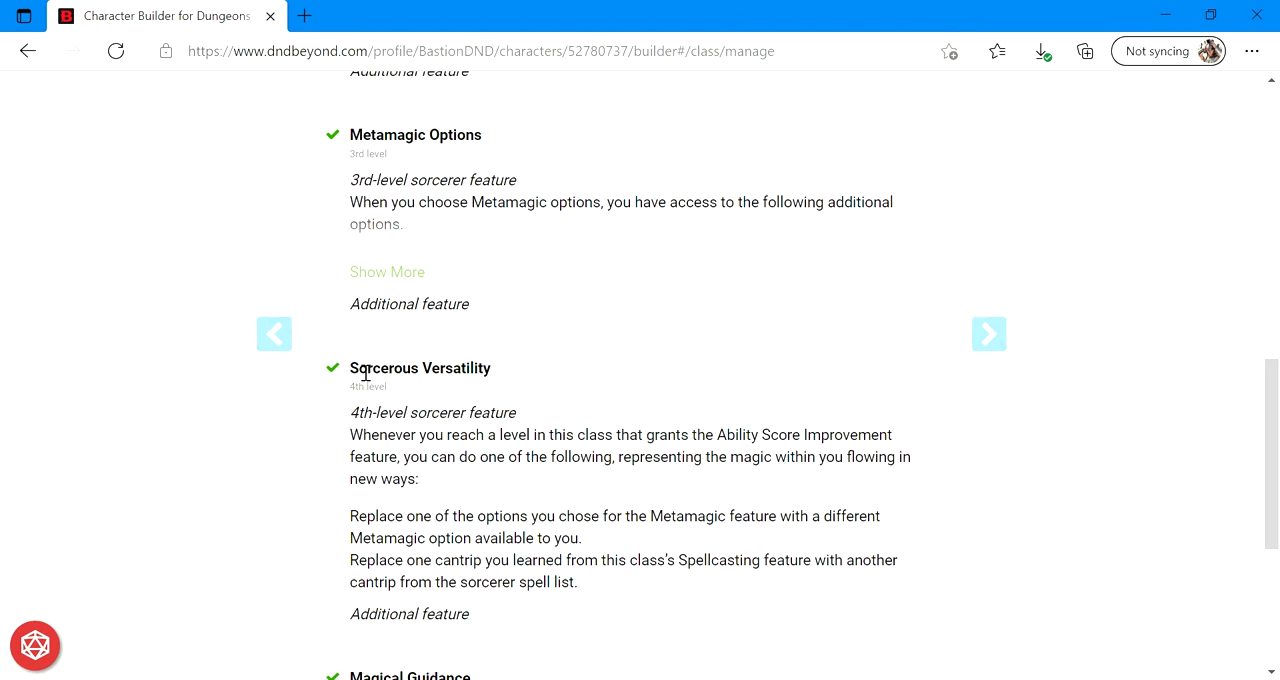 Character Builder for Dungeons
https://www.dndbeyond.com/profile/BastionDND/characters/52780737/builder#/class/manage
Not syncing
Additional feature
Metamagic Options
3rd level
3rd-level sorcerer feature
When you choose Metamagic options, you have access to the following additional
options.
Show More
Additional feature
Sorcerous Versatility
4th level
4th-level sorcerer feature
Whenever you reach a level in this class that grants the Ability Score Improvement
feature, you can do one of the following, representing the magic within you flowing in
new ways:
Replace one of the options you chose for the Metamagic feature with a different
Metamagic option available to you.
Replace one cantrip you learned from this class’s Spellcasting feature with another
cantrip from the sorcerer spell list.
Additional feature
Magical Guidance